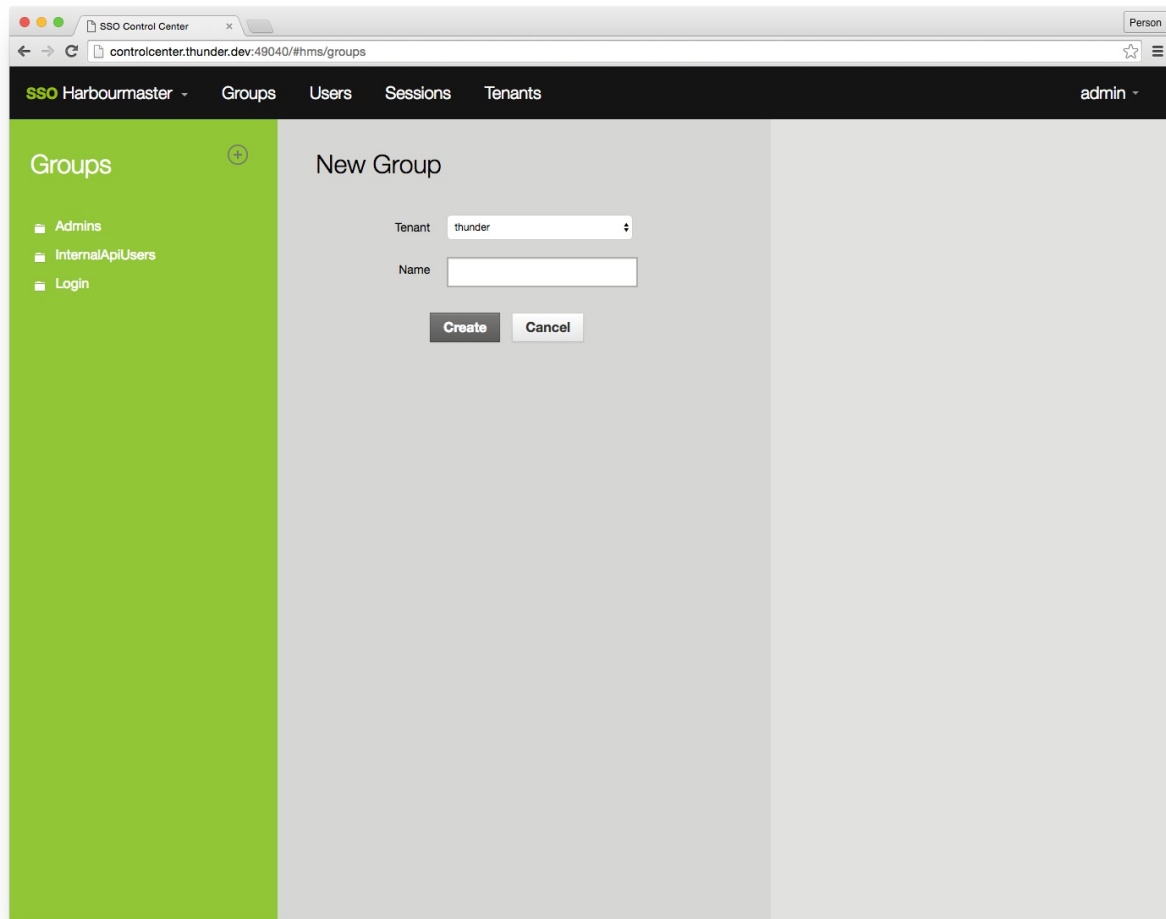 SSO Control Center
Person
controlcenter.thunder.dev:49040/#hms/groups
SSO Harbourmaster Groups Users Sessions Tenants admin
Groups
New Group
Admins
InternalApiUsers
Login
Tenant thunder
Name
Create Cancel